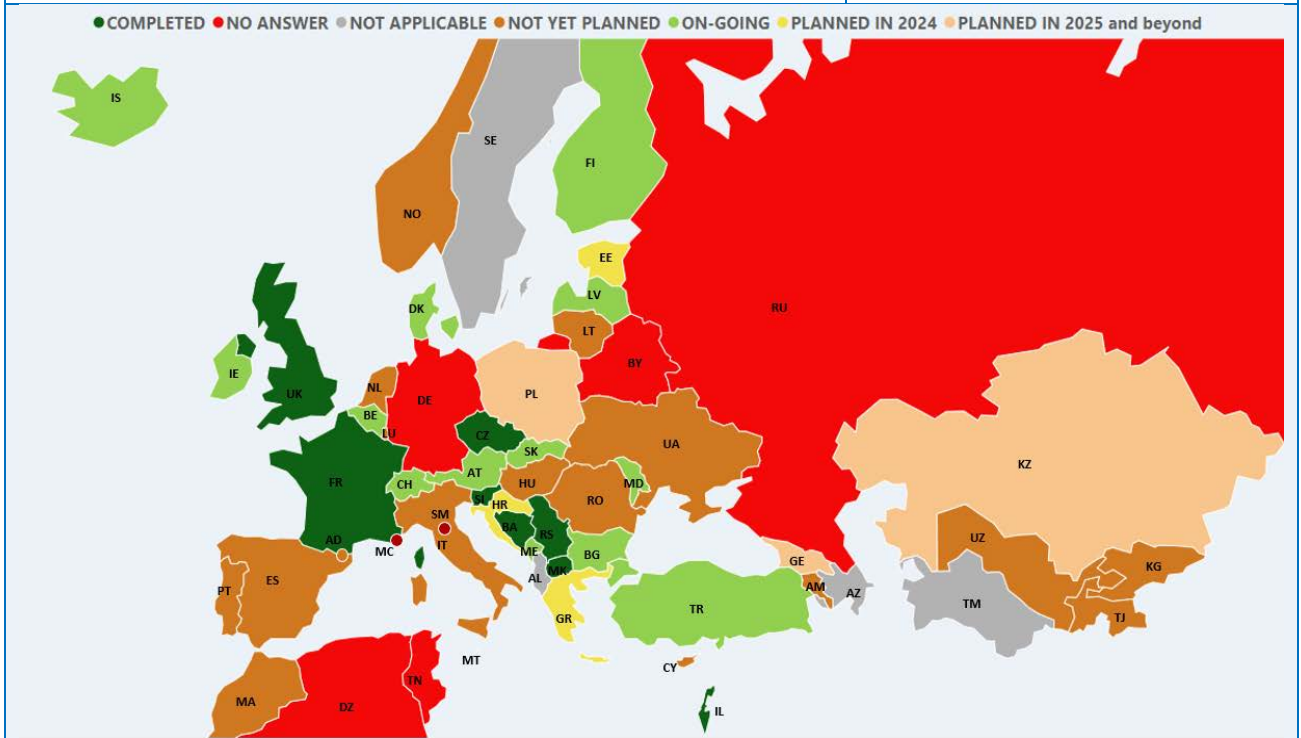 COMPLETED NO ANSWER NOT APPLICABLE NOT YET PLANNED ON-GOING PLANNED IN 2024 PLANNED IN 2025 and beyond
IS
SE
FI
NO
EE
LV
DK
RU
LT
BY
IE
NL
UK
PL
DE
BE
LU
CZ
UA
SK
KZ
AT
FR
CH
HU
MD
RO
SI
HR
SM
BA
RS
AD
UZ
MC
IT
ME
BG
GE
KG
MK
ES
AL
AM
AZ
PT
TM
TR
GR
TJ
MT
CY
TN
MA
DZ
IL